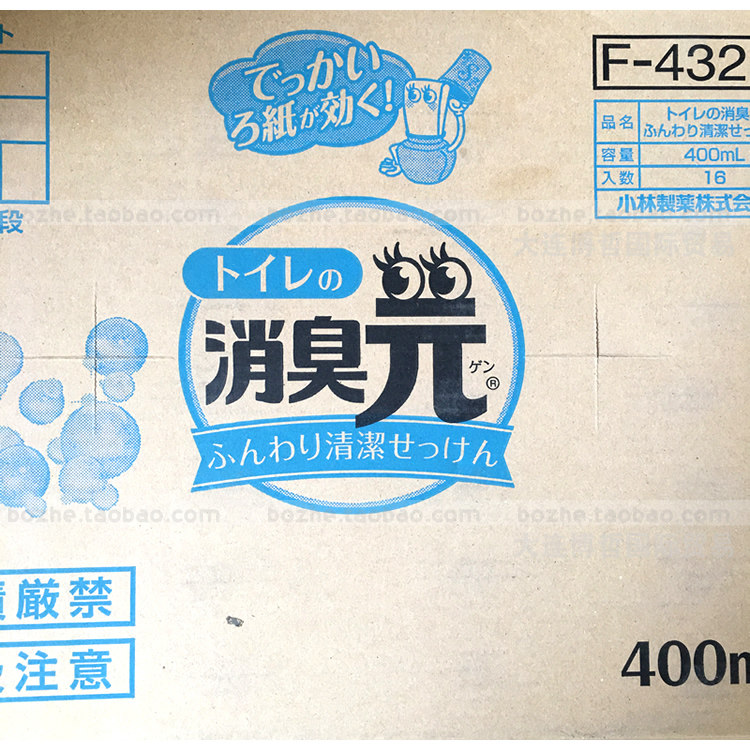 ト
段
でっかい
ろ紙が効く!
F-432
品名 トイレの消臭
ふんわり清潔せっ
容量 400mL
入数 16
小林製薬株式会
トイレの
消臭元
ゲン
®
ふんわり清潔せっけん
厳禁
注意
400m
bozhe.taobao.com bozhe.taobao.com bozhe.taobao.com
bozhe.taobao.com bozhe.taobao.com bozhe.taobao.com